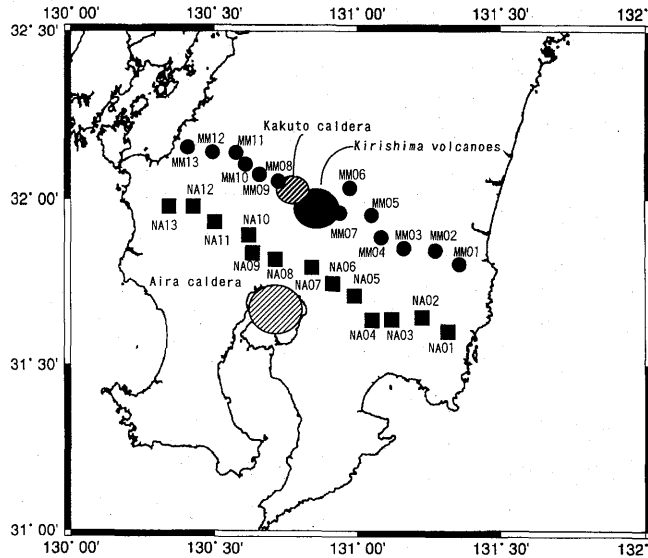 130° 00' 130° 30' 131° 00' 131° 30' 132°
32° 30'
Kakuto caldera
Kirishima volcanoes
MM13 MM12 MM11
MM10 MM09 MM08
MM06
MM05
MM07
MM04 MM03 MM02 MM01
32° 00'
NA12
NA13 NA11 NA10
NA09 NA08 NA07 NA06 NA05
Aira caldera
NA04 NA03 NA02 NA01
31° 30'
31° 00'
130° 00' 130° 30' 131° 00' 131° 30' 132°